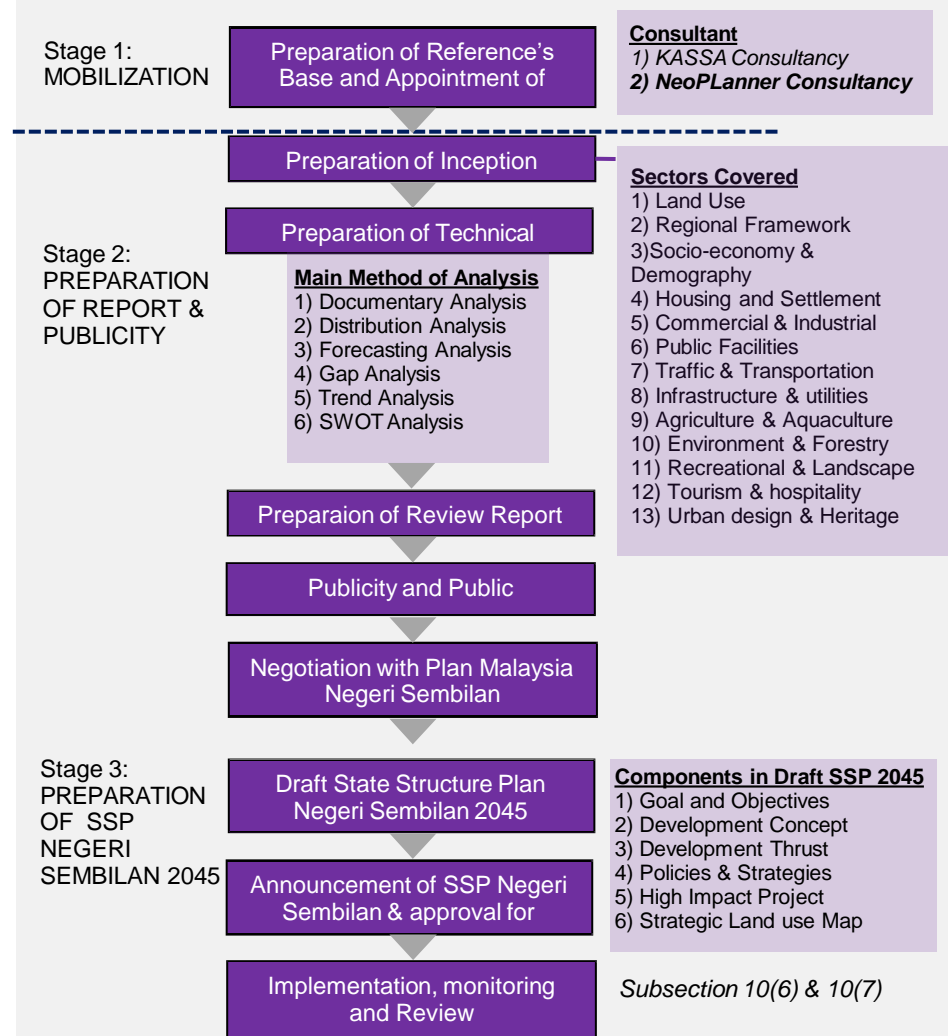 Stage 1:
MOBILIZATION
Preparation of Reference's
Base and Appointment of
Consultant
1) KASSA Consultancy
2) NeoPLanner Consultancy
Stage 2:
PREPARATION
OF REPORT &
PUBLICITY
Preparation of Inception
Sectors Covered
1) Land Use
2) Regional Framework
3)Socio-economy &
Demography
4) Housing and Settlement
5) Commercial & Industrial
6) Public Facilities
7) Traffic & Transportation
8) Infrastructure & utilities
9) Agriculture & Aquaculture
10) Environment & Forestry
11) Recreational & Landscape
12) Tourism & hospitality
13) Urban design & Heritage
Preparation of Technical
Main Method of Analysis
1) Documentary Analysis
2) Distribution Analysis
3) Forecasting Analysis
4) Gap Analysis
5) Trend Analysis
6) SWOT Analysis
Preparaion of Review Report
Publicity and Public
Negotiation with Plan Malaysia
Negeri Sembilan
Stage 3:
PREPARATION
OF SSP
NEGERI
SEMBILAN 2045
Draft State Structure Plan
Negeri Sembilan 2045
Components in Draft SSP 2045
1) Goal and Objectives
2) Development Concept
3) Development Thrust
4) Policies & Strategies
5) High Impact Project
6) Strategic Land use Map
Announcement of SSP Negeri
Sembilan & approval for
Implementation, monitoring
and Review
Subsection 10(6) & 10(7)